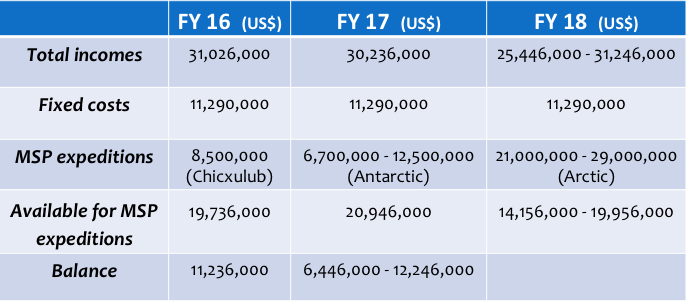 FY 16 (US$) FY 17 (US$) FY 18 (US$)
Total incomes 31,026,000 30,236,000 25,446,000 - 31,246,000
Fixed costs 11,290,000 11,290,000 11,290,000
MSP expeditions 8,500,000 6,700,000 - 12,500,000 21,000,000 - 29,000,000
(Chicxulub) (Antarctic) (Arctic)
Available for MSP 19,736,000 20,946,000 14,156,000 - 19,956,000
expeditions
Balance 11,236,000 6,446,000 - 12,246,000